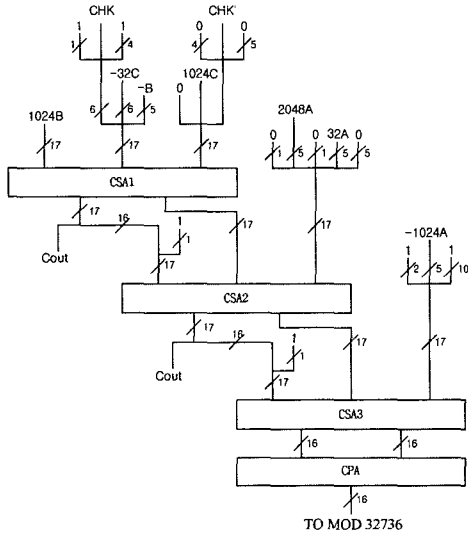 CHK CHK'
1 1 0 0
1 4 4 5
-32C 1024C
-B 0
6 6 5
1024B 2048A
0 0 32A 0
17 17 17 1 5 1 5 5
CSA1
17 16 1 17 17 -1024A
1 1
Cout 1 2 5 10
17
CSA2
17 16 1 17 17
1
Cout 17
CSA3
16 16
CPA
16
TO MOD 32736